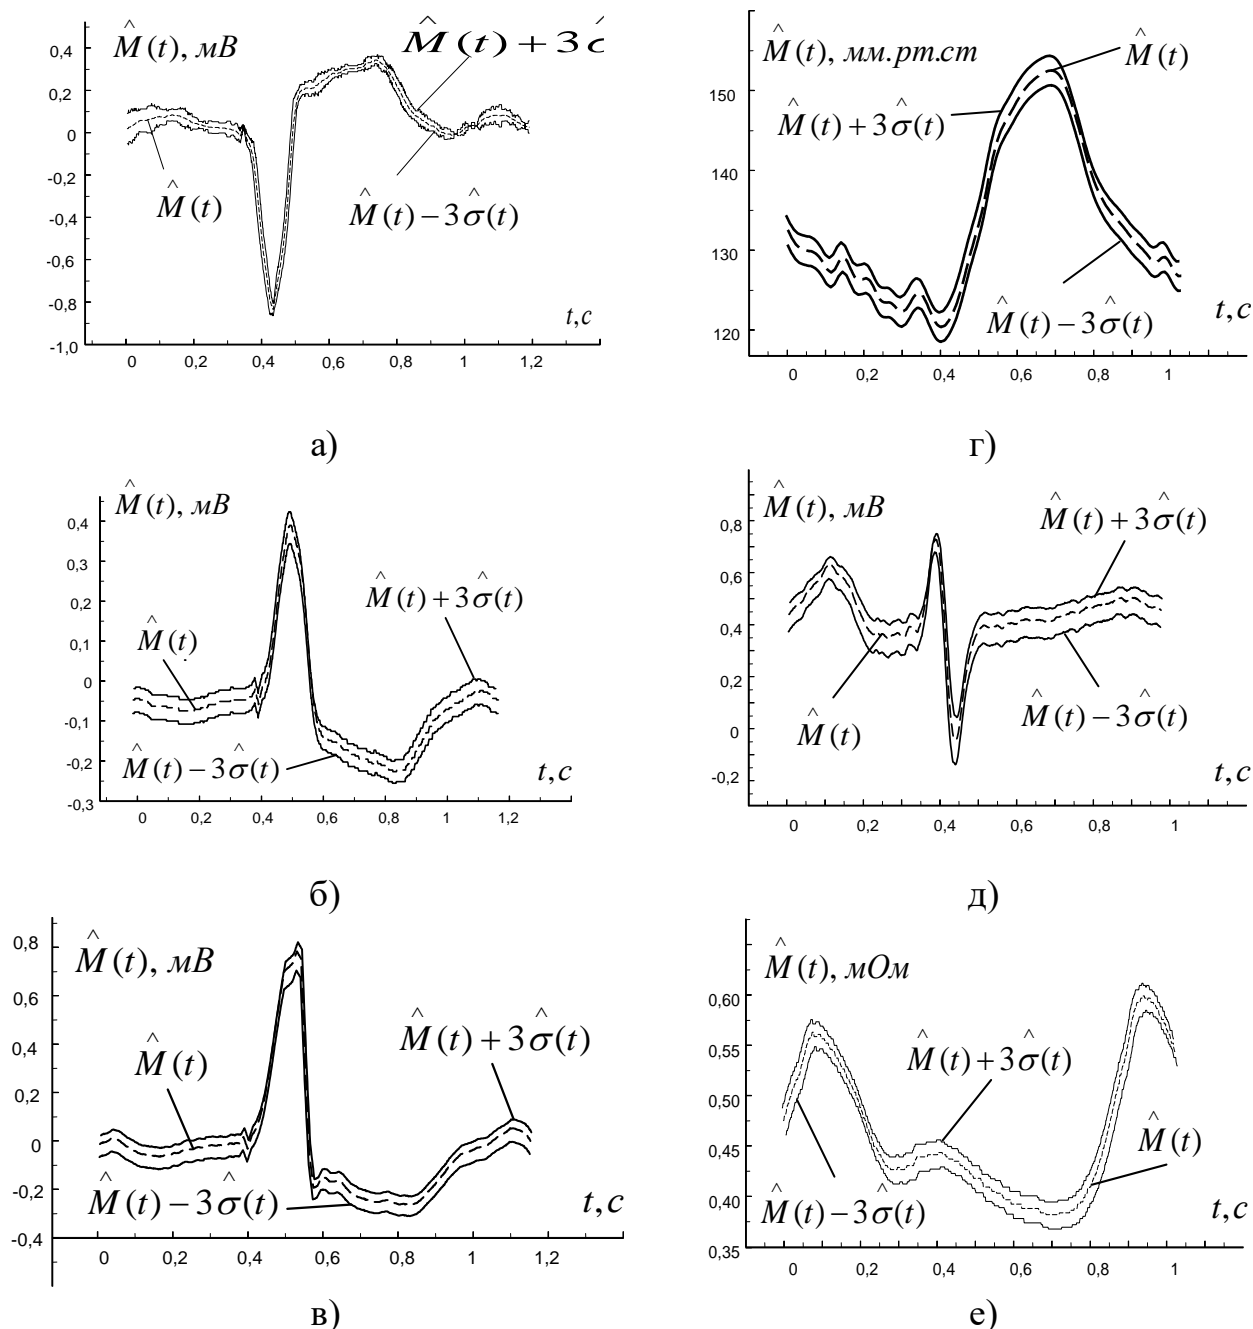 M̂(t), мВ
M̂(t) + 3σ̂
0,4
0,2
0
-0,2
-0,4
-0,6
-0,8
-1,0
M̂(t)
M̂(t) − 3σ̂(t)
t,c
0 0,2 0,4 0,6 0,8 1,0 1,2
а)
M̂(t), мм.рт.ст
M̂(t)
150
M̂(t) + 3σ̂(t)
140
130
120
M̂(t) − 3σ̂(t)
t,c
0 0,2 0,4 0,6 0,8 1
г)
M̂(t), мВ
0,4
0,3
0,2
0,1
0
-0,1
-0,2
-0,3
M̂(t) + 3σ̂(t)
M̂(t)
M̂(t) − 3σ̂(t)
t,c
0 0,2 0,4 0,6 0,8 1 1,2
б)
M̂(t), мВ
M̂(t) + 3σ̂(t)
0,8
0,6
0,4
0,2
0
-0,2
M̂(t)
M̂(t) − 3σ̂(t)
t,c
0 0,2 0,4 0,6 0,8 1
д)
M̂(t), мВ
0,8
0,6
0,4
0,2
0
-0,2
-0,4
M̂(t) + 3σ̂(t)
M̂(t)
M̂(t) − 3σ̂(t)
t,c
0 0,2 0,4 0,6 0,8 1 1,2
в)
M̂(t), мОм
0,60
0,55
0,50
0,45
0,40
0,35
M̂(t) + 3σ̂(t)
M̂(t)
M̂(t) − 3σ̂(t)
t,c
0 0,2 0,4 0,6 0,8 1
е)